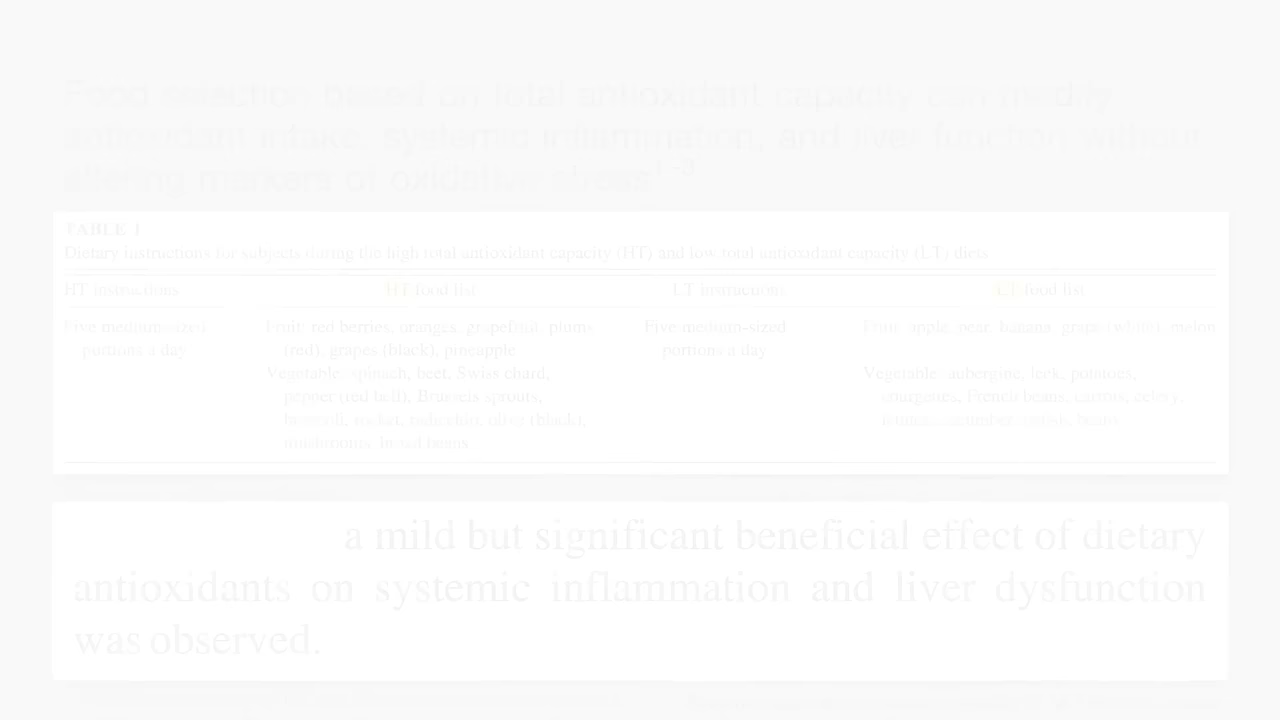 Food selection based on total antioxidant capacity can modify
antioxidant intake, systemic inflammation, and liver function without
altering markers of oxidative stress1–3
TABLE 1
Dietary instructions for subjects during the high total antioxidant capacity (HT) and low total antioxidant capacity (LT) diets
HT instructions HT food list LT instructions LT food list
Five medium-sized Fruit: red berries, oranges, grapefruit, plums Five medium-sized Fruit: apple, pear, banana, grape (white), melon
portions a day (red), grapes (black), pineapple portions a day
Vegetable: spinach, beet, Swiss chard, Vegetable: aubergine, leek, potatoes,
pepper (red bell), Brussels sprouts, courgettes, French beans, carrots, celery,
broccoli, rocket, radicchio, olive (black), lettuce, cucumber,
mushrooms, broad beans
a mild but significant beneficial effect of dietary
antioxidants on systemic inflammation and liver dysfunction
was observed.